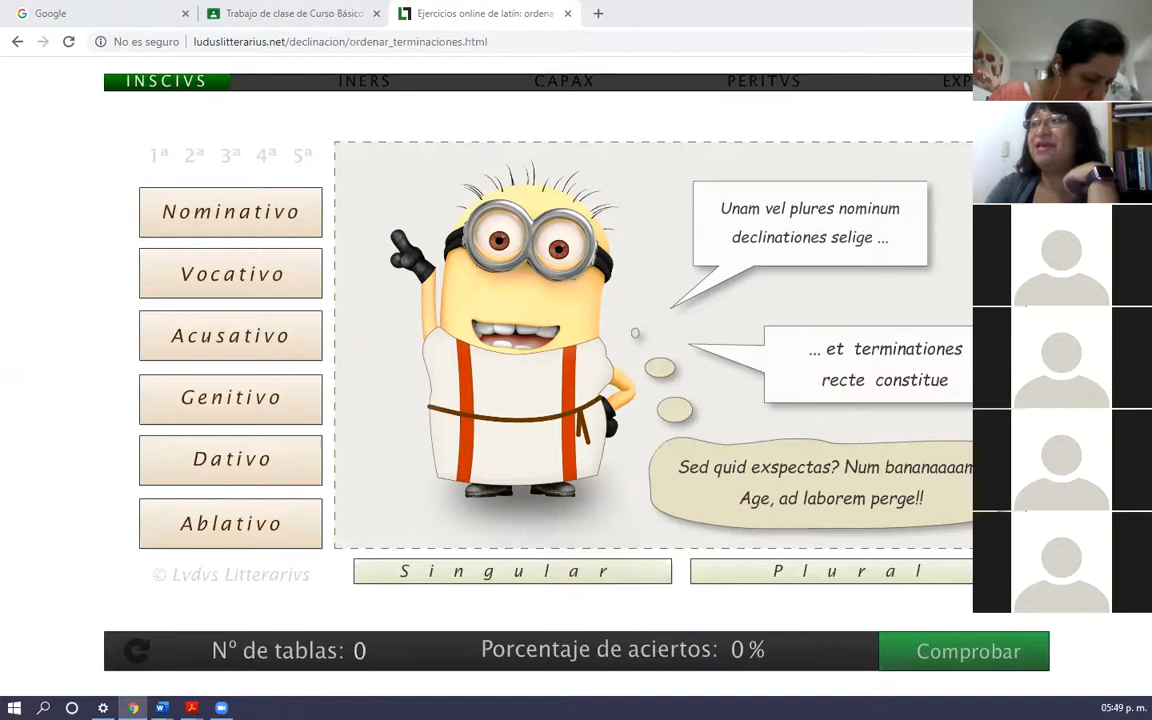 Google
Trabajo de clase de Curso Básico
Ejercicios online de latín: ordena
No es seguro
luduslitterarius.net/declinacion/ordenar_terminaciones.html
INSCIVS
INERS
CAPAX
PERITVS
EXP
1ª 2ª 3ª 4ª 5ª
Nominativo
Vocativo
Acusativo
Genitivo
Dativo
Ablativo
© Lvdvs Litterarivs
Unam vel plures nominum
declinationes selige ...
... et terminationes
recte constitue
Sed quid exspectas? Num bananaaaam
Age, ad laborem perge!!
Singular
Plural
Nº de tablas: 0
Porcentaje de aciertos: 0 %
Comprobar
05:49 p. m.